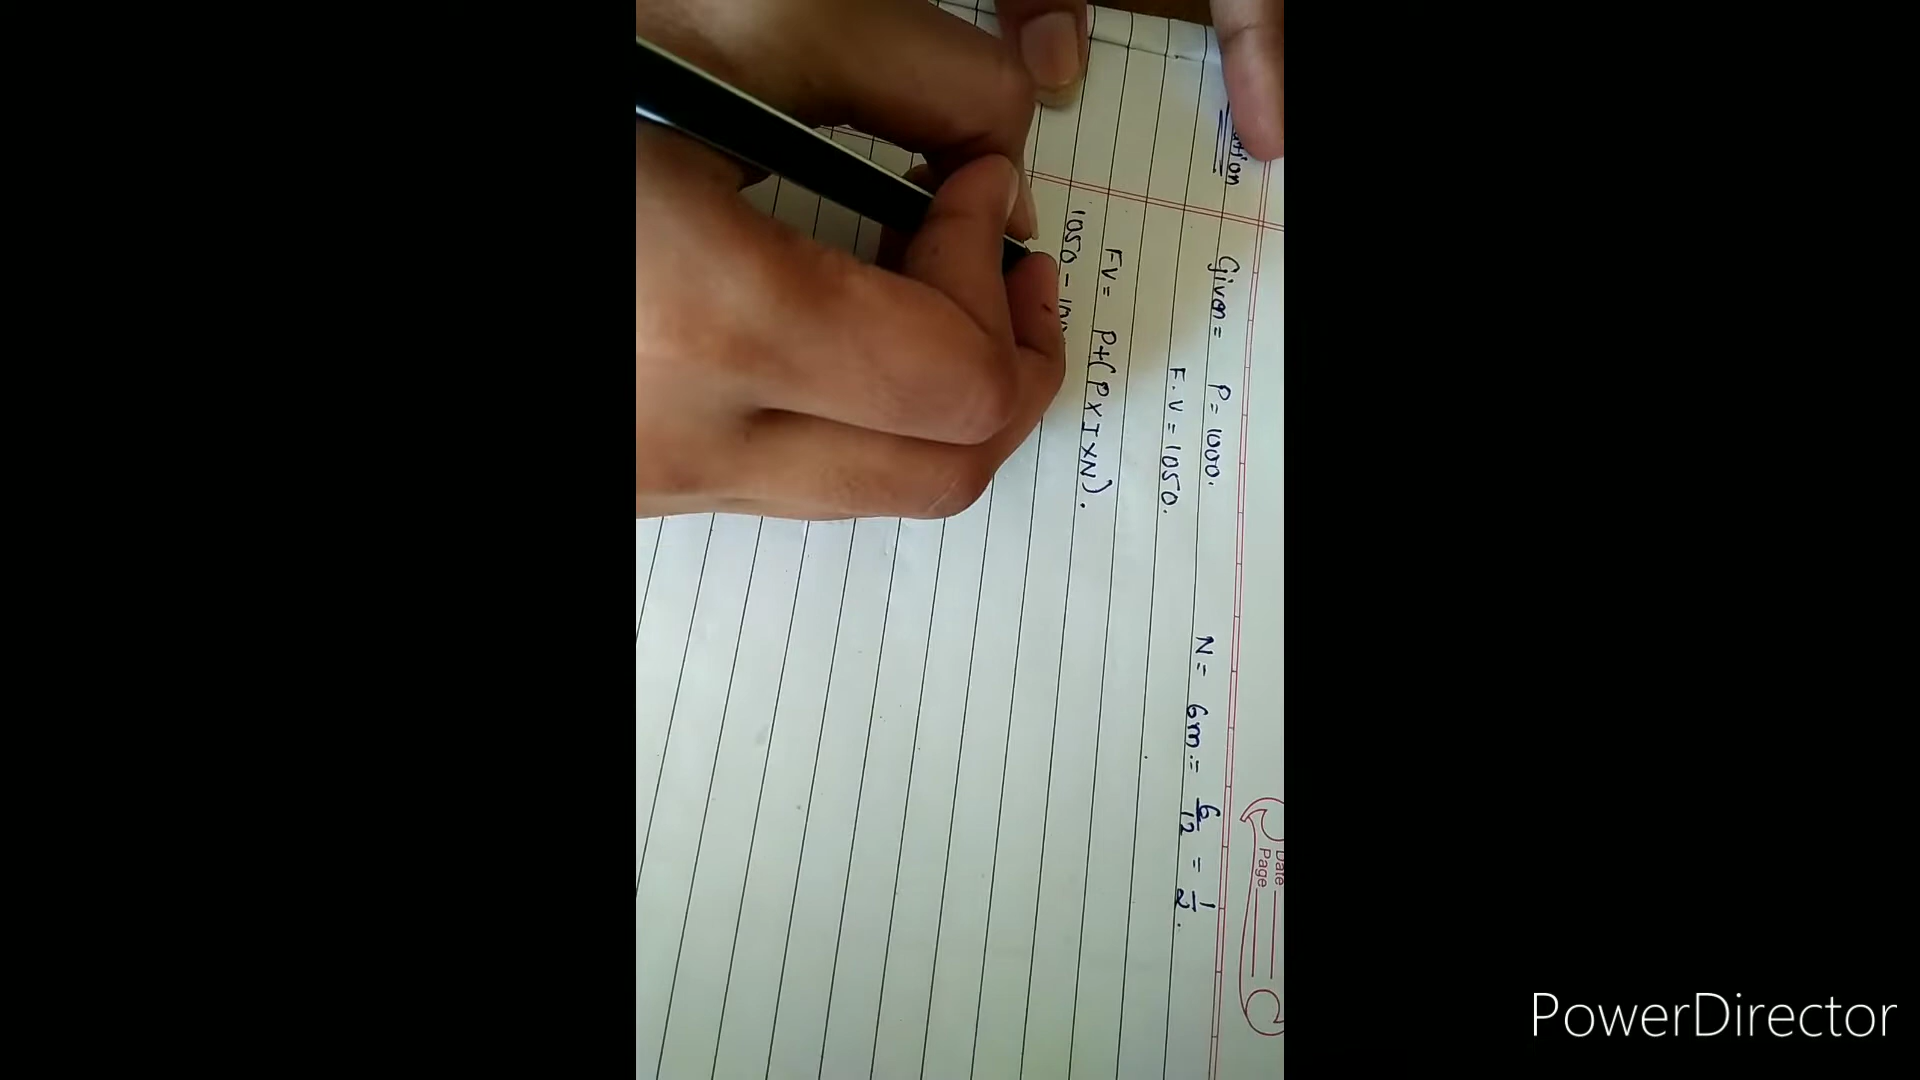 Date
Page
Given = P = 1000. N = 6m = 6/12 = 1/2.
F.V = 1050.
FV = P+(P×I×N).
1050 -
PowerDirector